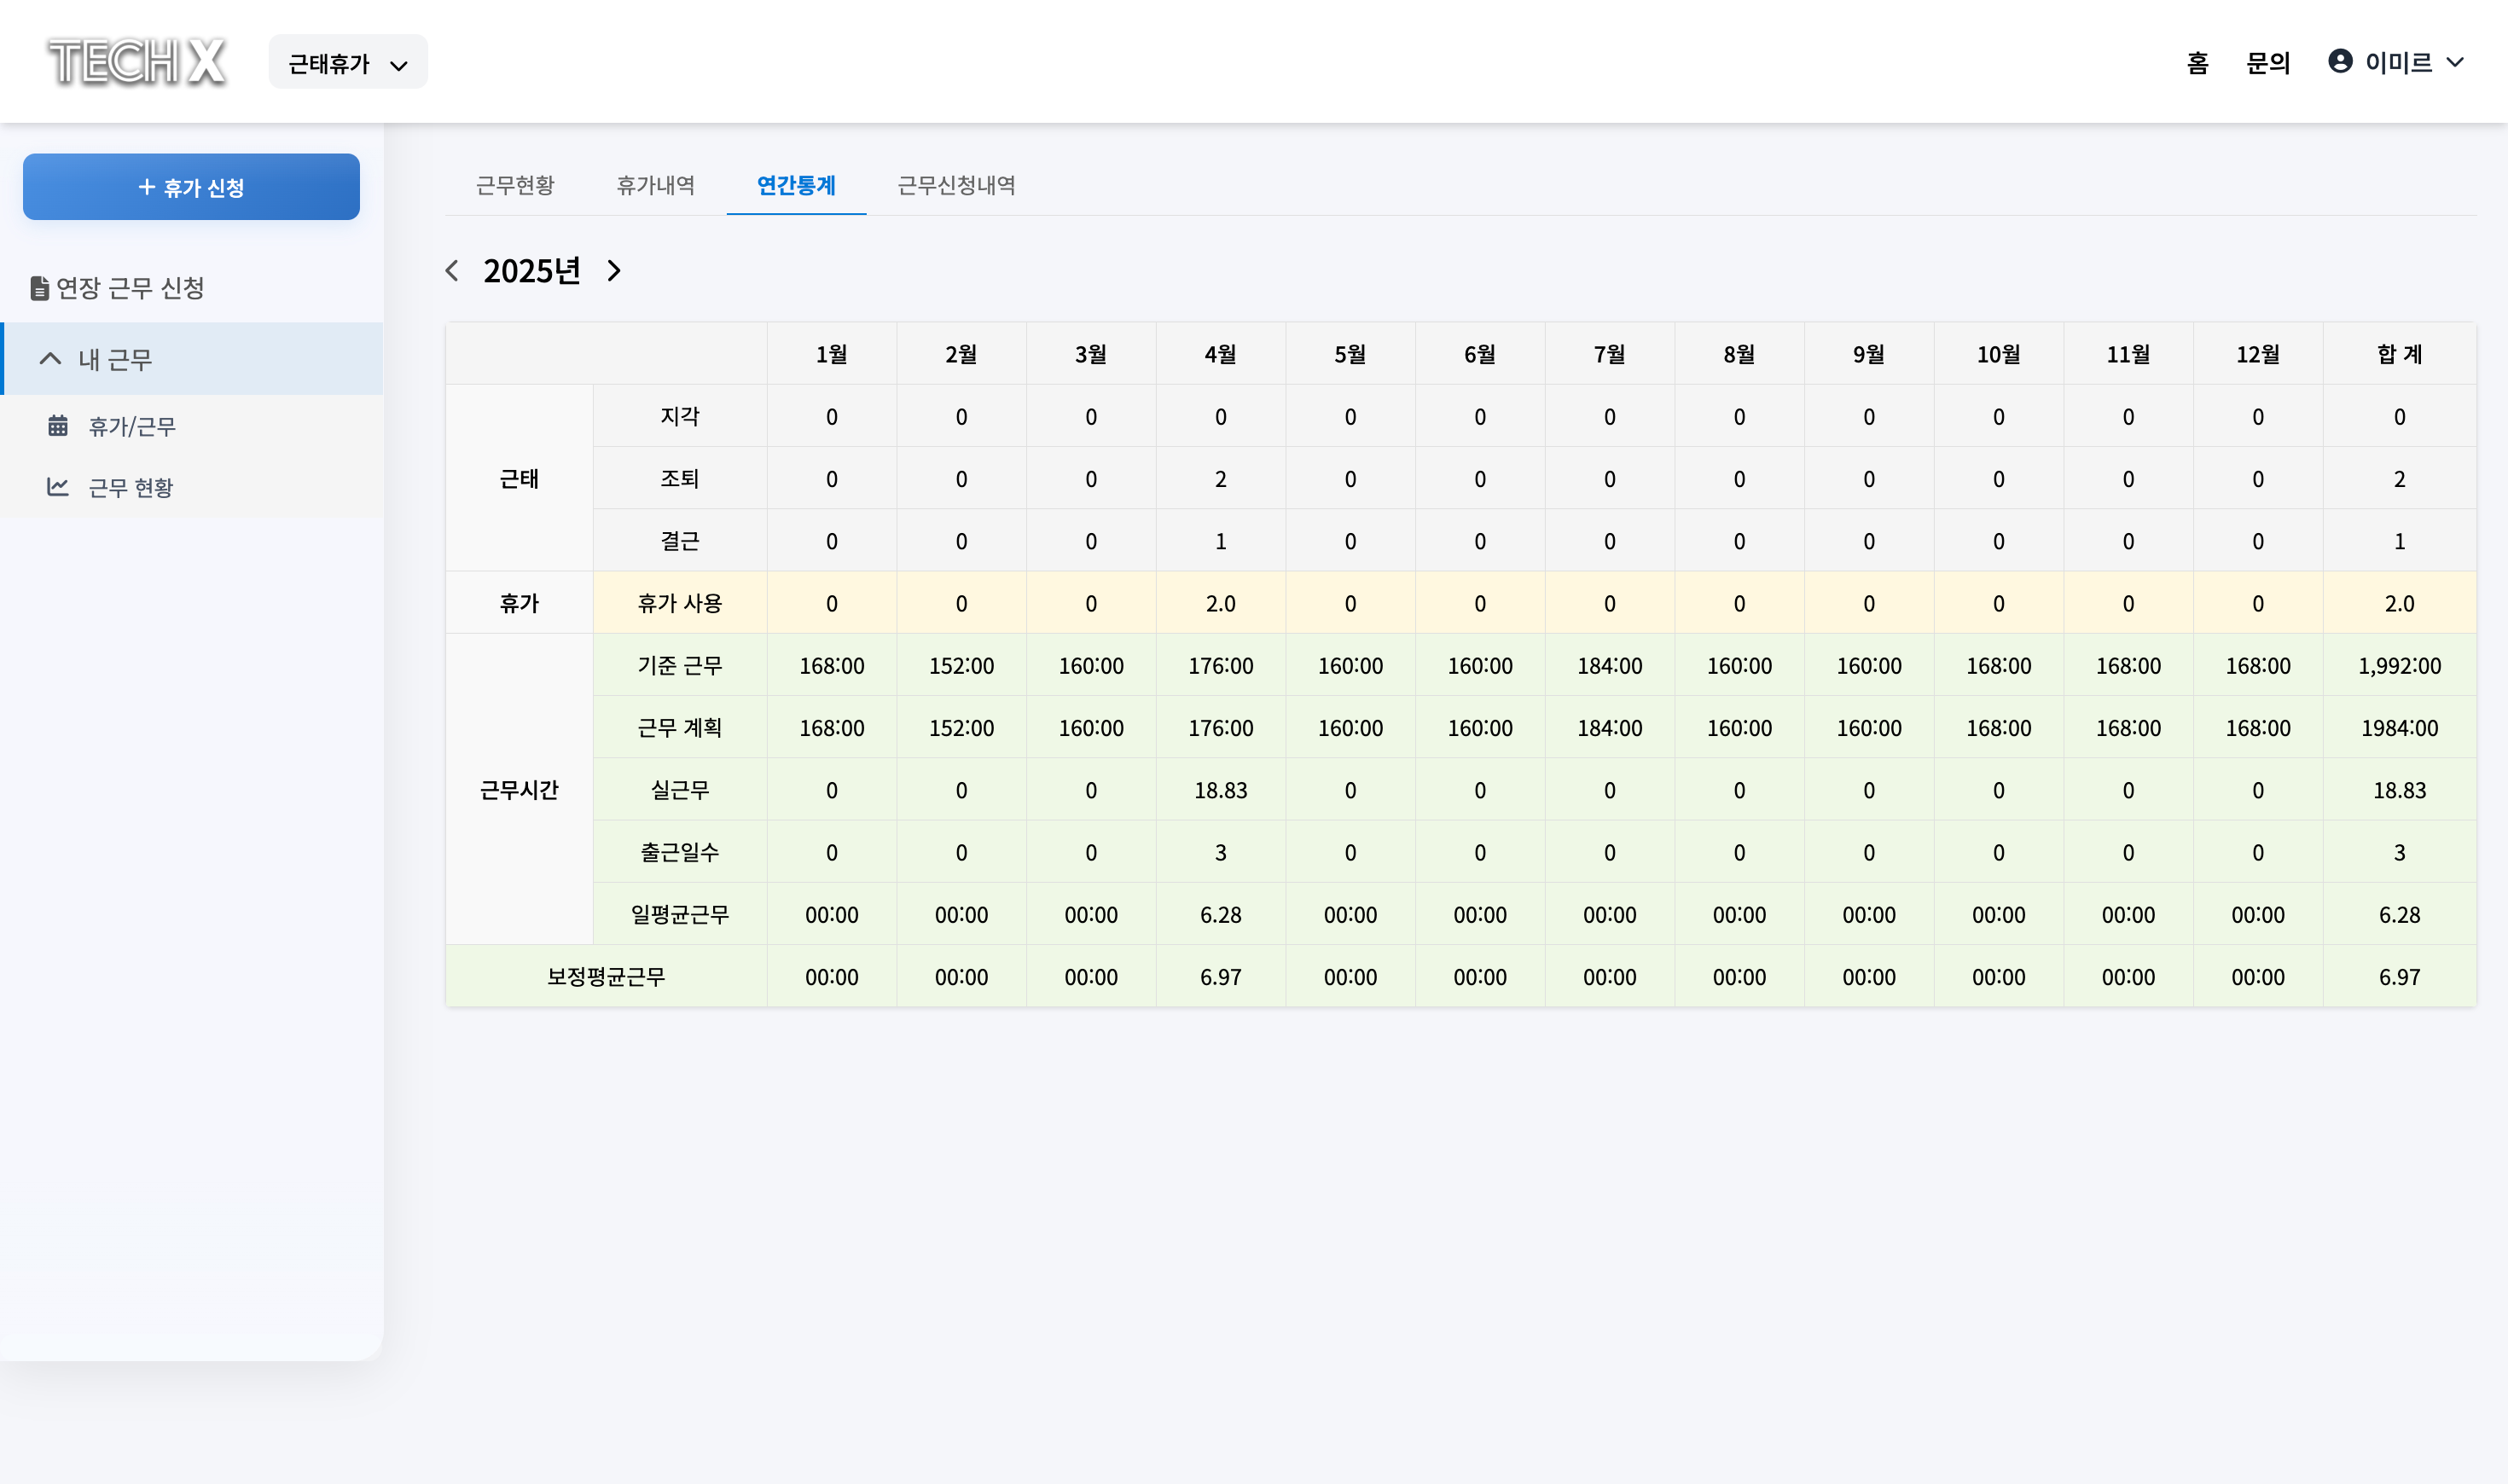 TECH X 근태휴가 홈 문의 이미르
+ 휴가 신청
연장 근무 신청
내 근무
휴가/근무
근무 현황
근무현황 휴가내역 연간통계 근무신청내역
2025년
1월 2월 3월 4월 5월 6월 7월 8월 9월 10월 11월 12월 합 계
근태
지각 0 0 0 0 0 0 0 0 0 0 0 0 0
조퇴 0 0 0 2 0 0 0 0 0 0 0 0 2
결근 0 0 0 1 0 0 0 0 0 0 0 0 1
휴가 휴가 사용 0 0 0 2.0 0 0 0 0 0 0 0 0 2.0
근무시간
기준 근무 168:00 152:00 160:00 176:00 160:00 160:00 184:00 160:00 160:00 168:00 168:00 168:00 1,992:00
근무 계획 168:00 152:00 160:00 176:00 160:00 160:00 184:00 160:00 160:00 168:00 168:00 168:00 1984:00
실근무 0 0 0 18.83 0 0 0 0 0 0 0 0 18.83
출근일수 0 0 0 3 0 0 0 0 0 0 0 0 3
일평균근무 00:00 00:00 00:00 6.28 00:00 00:00 00:00 00:00 00:00 00:00 00:00 00:00 6.28
보정평균근무 00:00 00:00 00:00 6.97 00:00 00:00 00:00 00:00 00:00 00:00 00:00 00:00 6.97